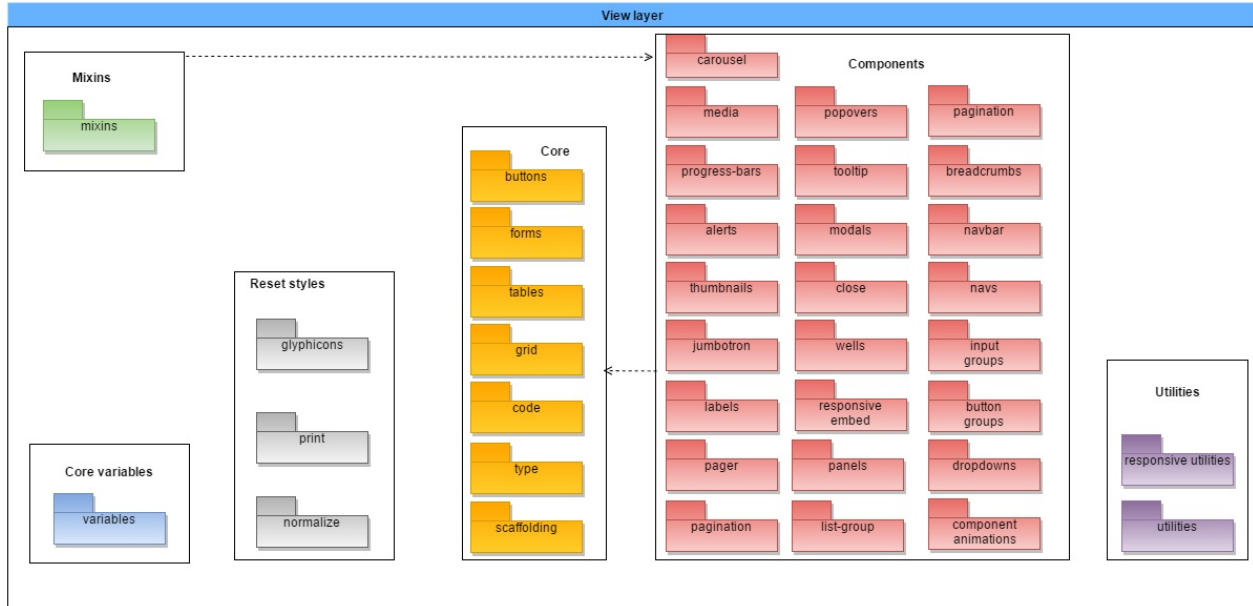 View layer
Mixins
mixins
Core variables
variables
Reset styles
glyphicons
print
normalize
Core
buttons
forms
tables
grid
code
type
scaffolding
Components
carousel
media
popovers
pagination
progress-bars
tooltip
breadcrumbs
alerts
modals
navbar
thumbnails
close
navs
jumbotron
wells
input
groups
labels
responsive
embed
button
groups
pager
panels
dropdowns
pagination
list-group
component
animations
Utilities
responsive utilities
utilities